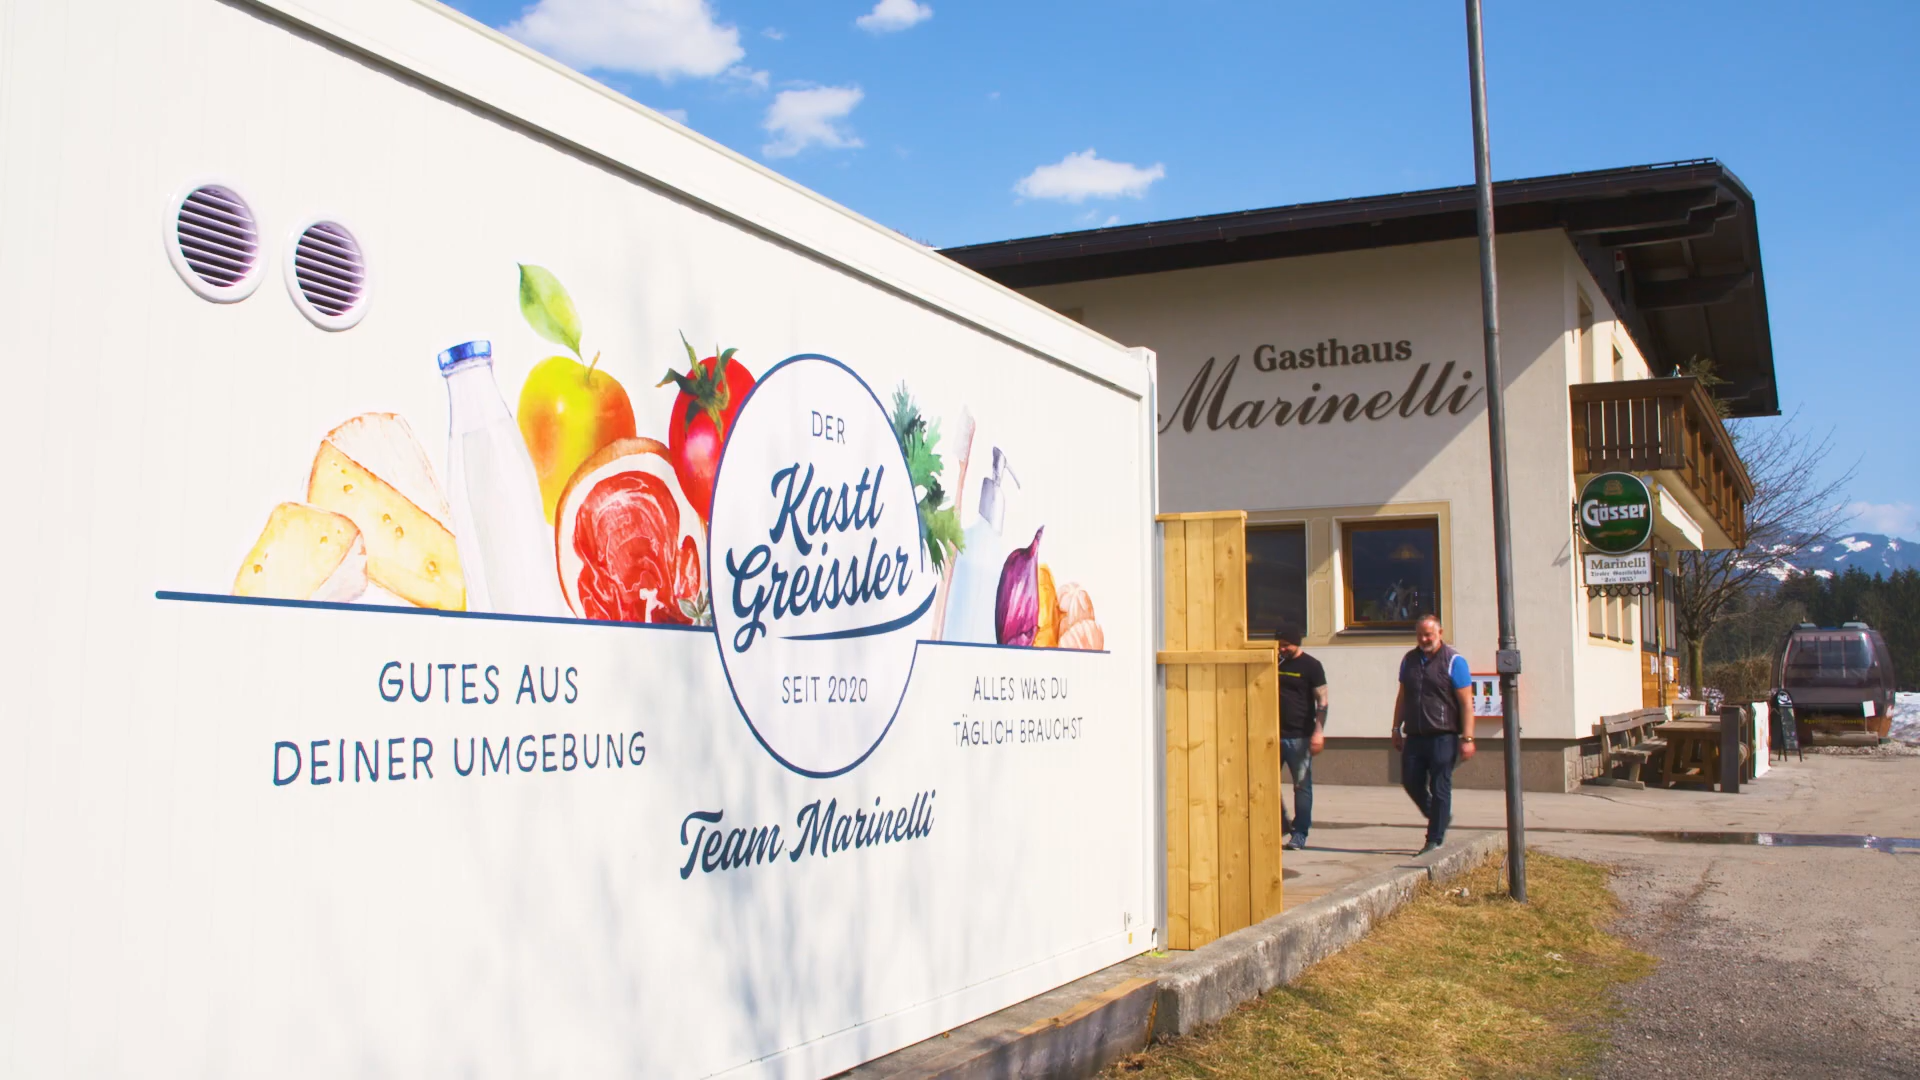 DER
Kastl
Greissler
SEIT 2020
GUTES AUS
DEINER UMGEBUNG
ALLES WAS DU
TÄGLICH BRAUCHST
Team Marinelli
Gasthaus
Marinelli
Gösser
Marinelli